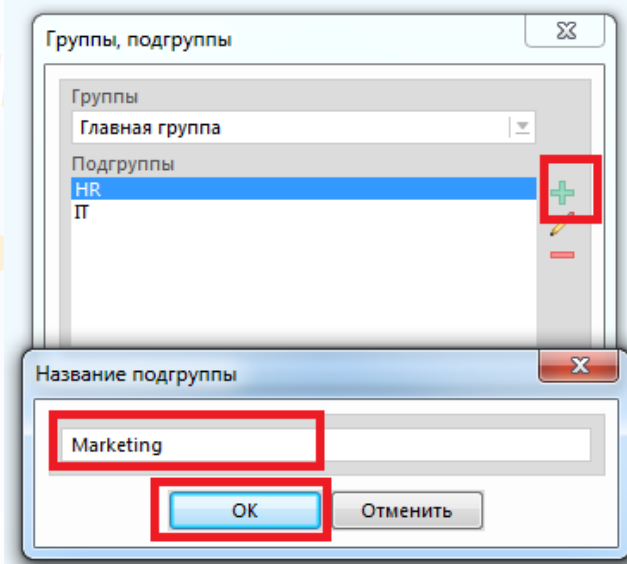 Группы, подгруппы
Группы
Главная группа
Подгруппы
HR
IT
Название подгруппы
Marketing
OK
Отменить